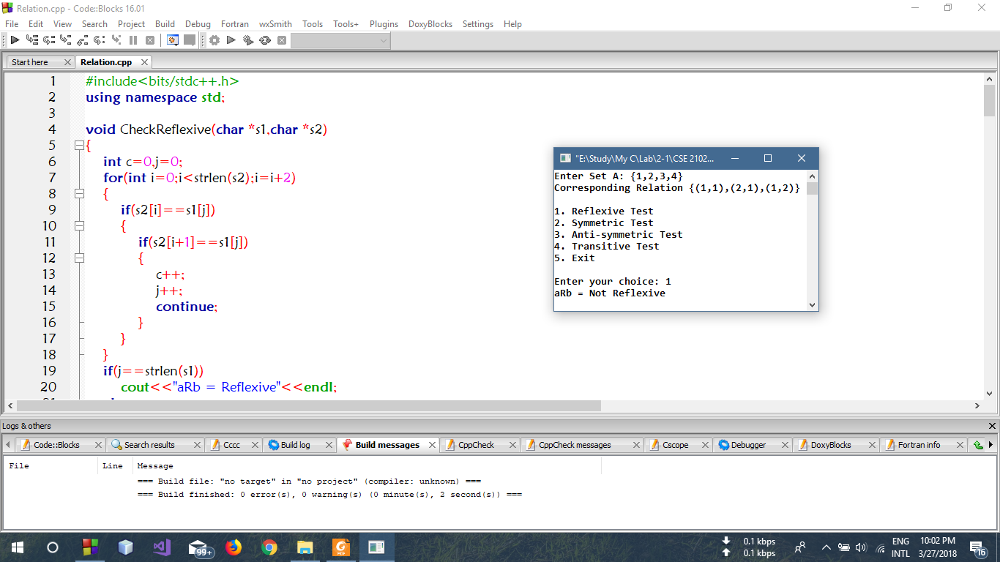 Relation.cpp - Code::Blocks 16.01
File Edit View Search Project Build Debug Fortran wxSmith Tools Tools+ Plugins DoxyBlocks Settings Help
Start here Relation.cpp
1 #include<bits/stdc++.h>
2 using namespace std;
3
4 void CheckReflexive(char *s1,char *s2)
5 {
6 int c=0,j=0;
7 for(int i=0;i<strlen(s2);i=i+2)
8 {
9 if(s2[i]==s1[j])
10 {
11 if(s2[i+1]==s1[j])
12 {
13 c++;
14 j++;
15 continue;
16 }
17 }
18 }
19 if(j==strlen(s1))
20 cout<<"aRb = Reflexive"<<endl;
"E:\Study\My C\Lab\2-1\CSE 2102...
Enter Set A: {1,2,3,4}
Corresponding Relation {(1,1),(2,1),(1,2)}
1. Reflexive Test
2. Symmetric Test
3. Anti-symmetric Test
4. Transitive Test
5. Exit
Enter your choice: 1
aRb = Not Reflexive
Logs & others
Code::Blocks Search results Cccc Build log Build messages CppCheck CppCheck messages Cscope Debugger DoxyBlocks Fortran info
File Line Message
=== Build file: "no target" in "no project" (compiler: unknown) ===
=== Build finished: 0 error(s), 0 warning(s) (0 minute(s), 2 second(s)) ===
99+
PDF
0.1 kbps
0.1 kbps
ENG
INTL
10:02 PM
3/27/2018
16